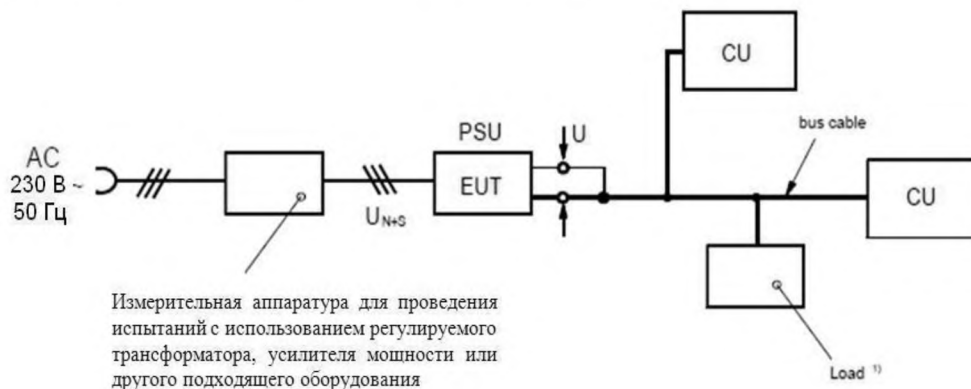 CU
bus cable
PSU
U
AC
230 В ~
50 Гц
EUT
U N+S
CU
Измерительная аппаратура для проведения
испытаний с использованием регулируемого
трансформатора, усилителя мощности или
другого подходящего оборудования
Load 1)